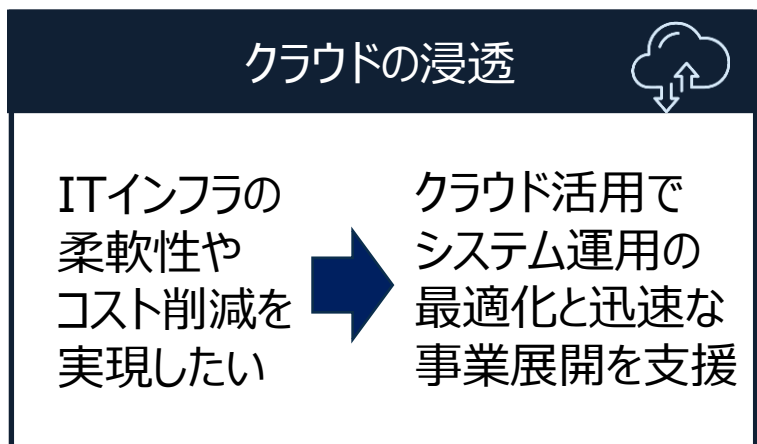 クラウドの浸透
ITインフラの
柔軟性や
コスト削減を
実現したい
クラウド活用で
システム運用の
最適化と迅速な
事業展開を支援